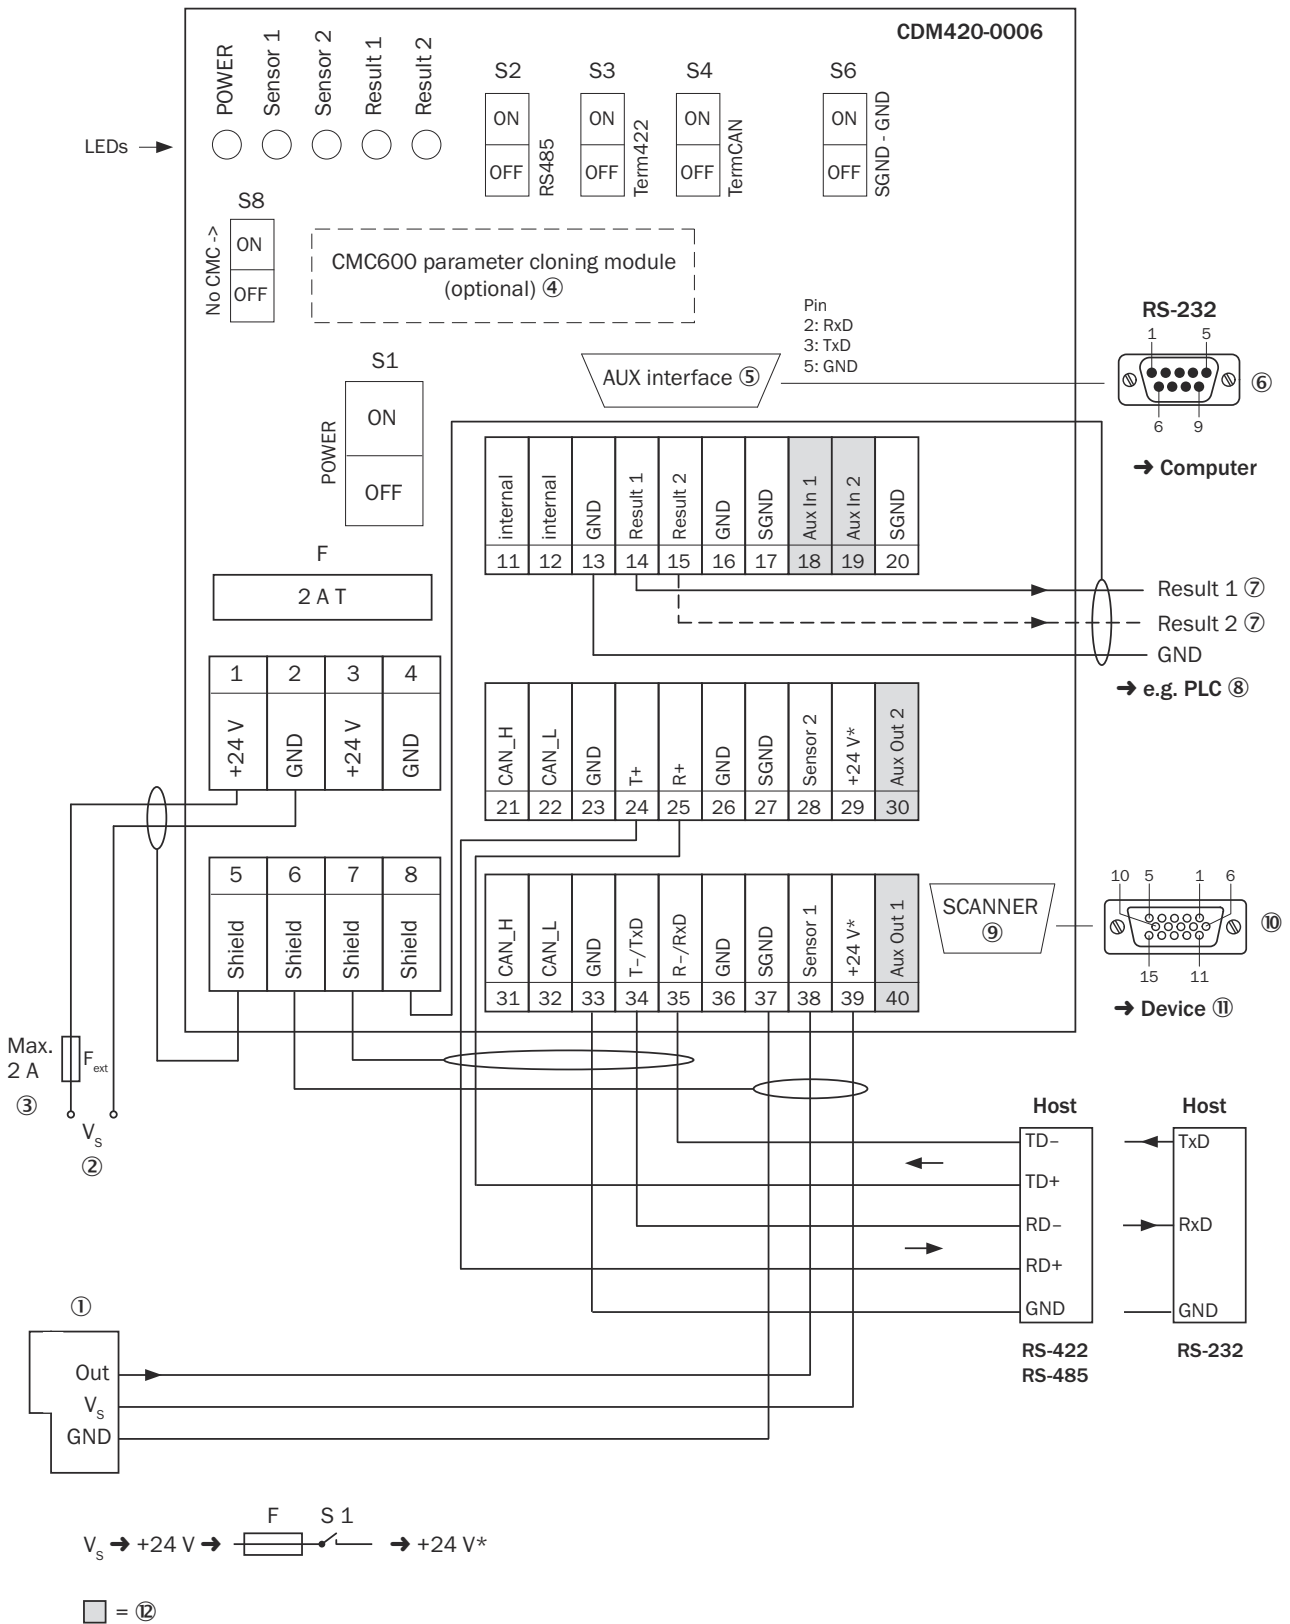 CDM420-0006
POWER
Sensor 1
Sensor 2
Result 1
Result 2
LEDs
S2
ON
OFF
RS485
S3
ON
OFF
Term422
S4
ON
OFF
TermCAN
S6
ON
OFF
SGND - GND
S8
No CMC ->
ON
OFF
CMC600 parameter cloning module
(optional) ④
Pin
2: RxD
3: TxD
5: GND
RS-232
1 5
6 9
⑥
➔ Computer
AUX interface ⑤
S1
POWER
ON
OFF
F
2 A T
internal internal GND Result 1 Result 2 GND SGND Aux In 1 Aux In 2 SGND
11 12 13 14 15 16 17 18 19 20
Result 1 ⑦
Result 2 ⑦
GND
➔ e.g. PLC ⑧
1 2 3 4
+24 V GND +24 V GND
CAN_H CAN_L GND T+ R+ GND SGND Sensor 2 +24 V* Aux Out 2
21 22 23 24 25 26 27 28 29 30
5 6 7 8
Shield Shield Shield Shield
CAN_H CAN_L GND T–/TxD R–/RxD GND SGND Sensor 1 +24 V* Aux Out 1
31 32 33 34 35 36 37 38 39 40
SCANNER
⑨
10 5 1 6
15 11
⑩
➔ Device ⑪
Max.
2 A
Fext
③
Vs
②
Host
TD–
TD+
RD–
RD+
GND
RS-422
RS-485
Host
TxD
RxD
GND
RS-232
①
Out
Vs
GND
F S 1
Vs ➔ +24 V ➔ ➔ +24 V*
= ⑫